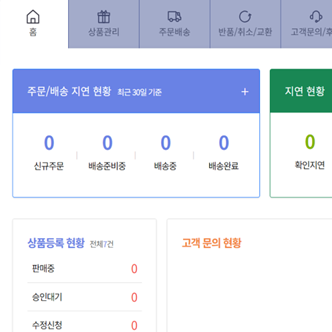 홈 상품관리 주문배송 반품/취소/교환 고객문의/
주문/배송 지연 현황 최근 30일 기준 +
지연 현황
0 0 0 0
신규주문 배송준비중 배송중 배송완료
0
확인지연
상품등록 현황 전체7건
판매중 0
승인대기 0
수정신청 0
고객 문의 현황